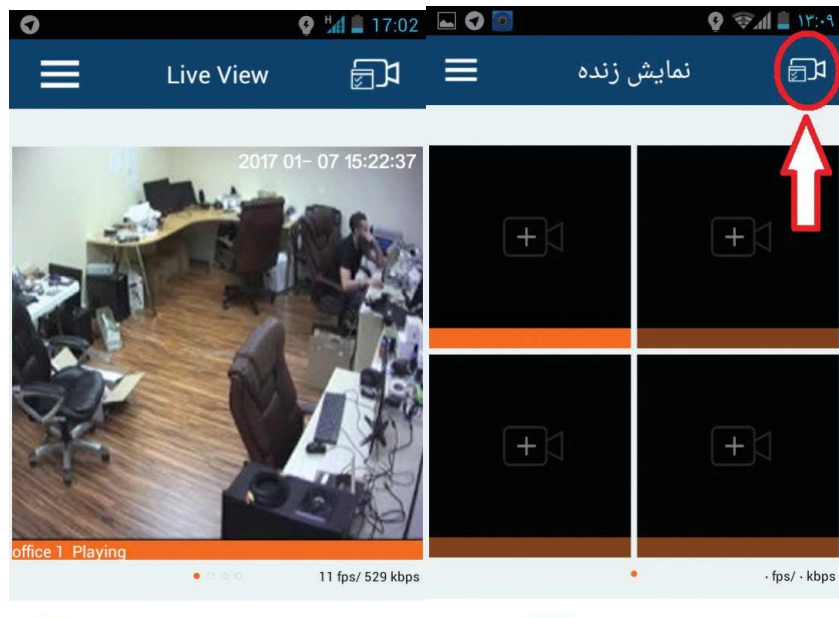 17:02
Live View
2017 01- 07 15:22:37
office 1 Playing
11 fps/ 529 kbps
۱۳:۰۹
نمایش زنده
۰ fps/ ۰ kbps